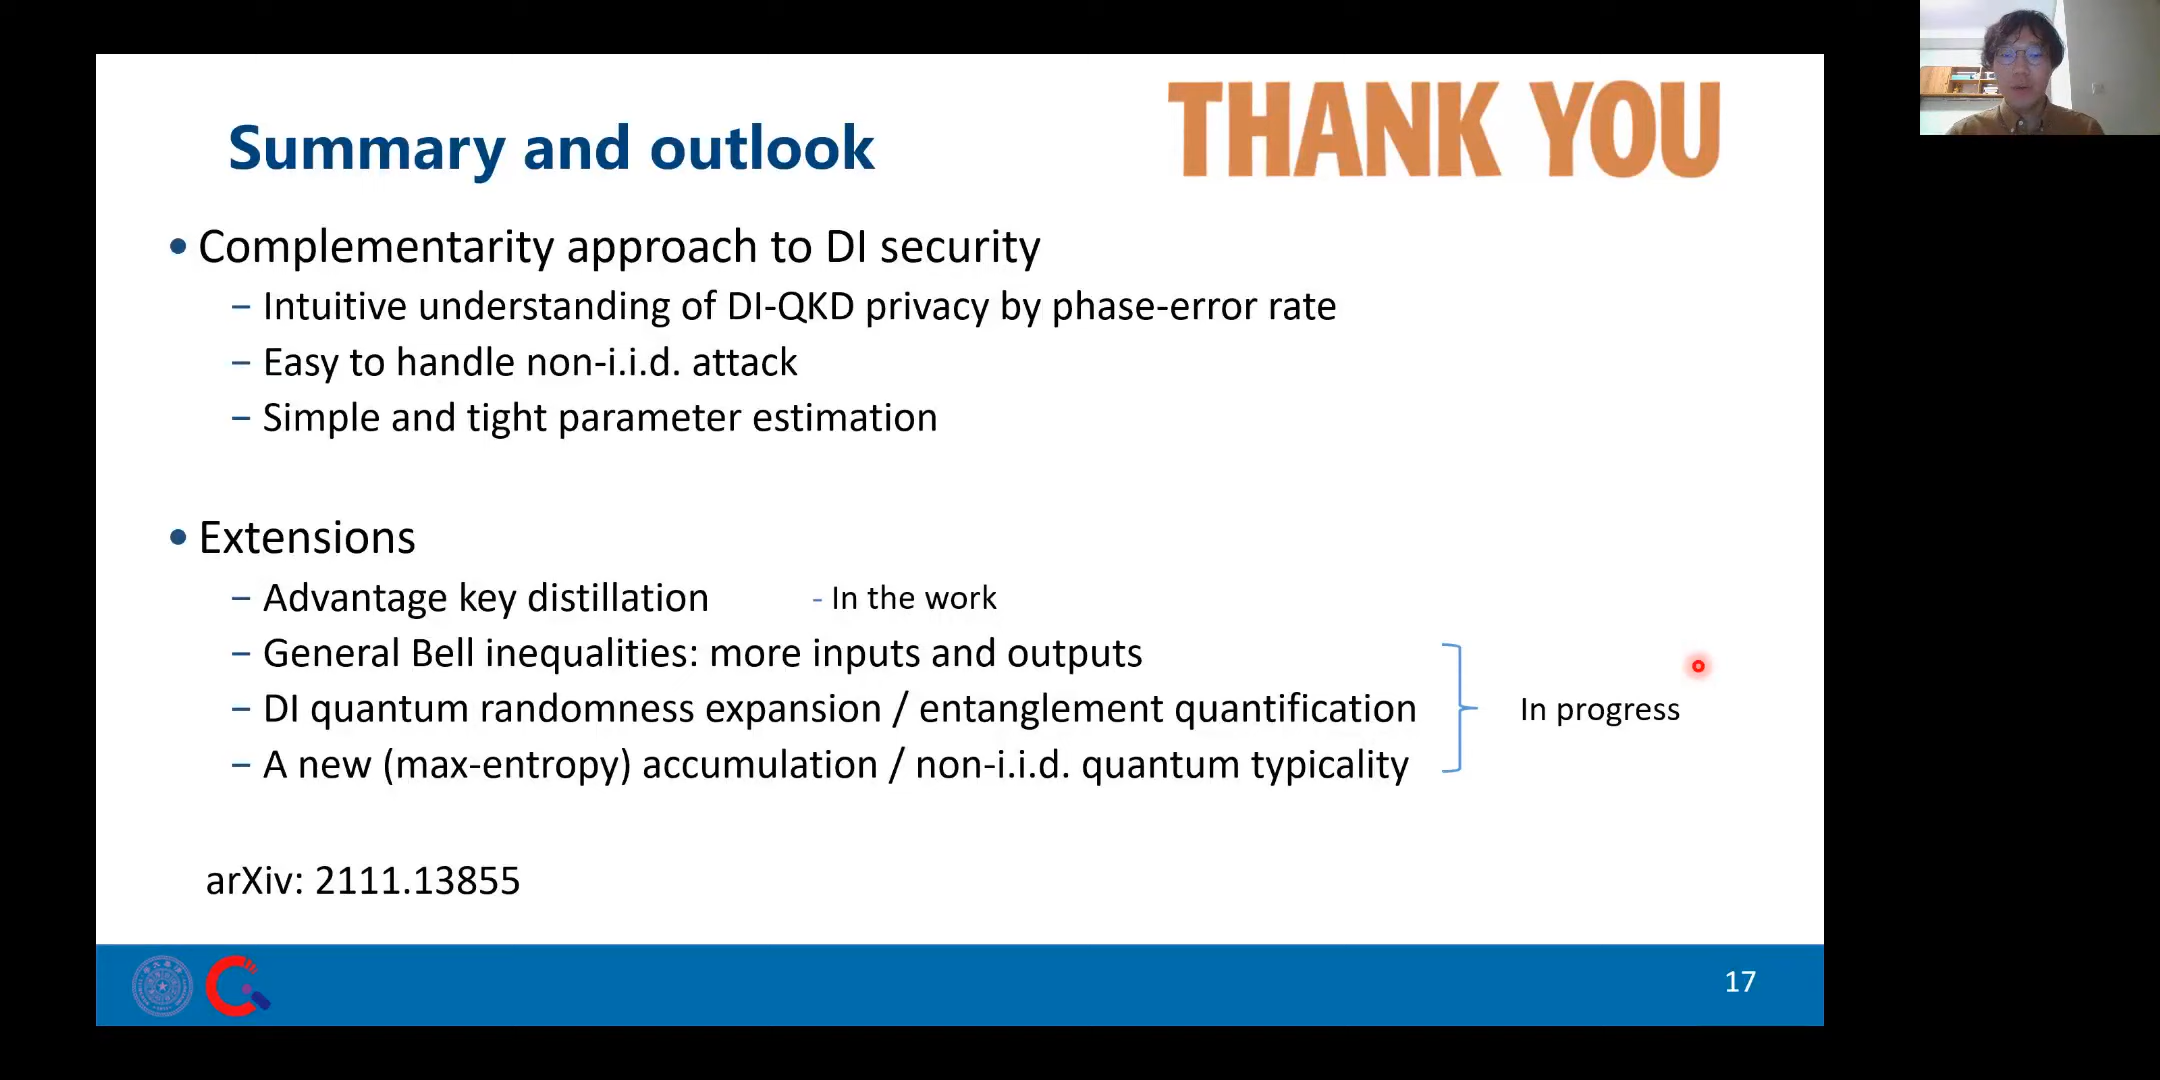 THANK YOU
Summary and outlook
• Complementarity approach to DI security
– Intuitive understanding of DI-QKD privacy by phase-error rate
– Easy to handle non-i.i.d. attack
– Simple and tight parameter estimation
• Extensions
– Advantage key distillation - In the work
– General Bell inequalities: more inputs and outputs
– DI quantum randomness expansion / entanglement quantification
– A new (max-entropy) accumulation / non-i.i.d. quantum typicality
In progress
arXiv: 2111.13855
17